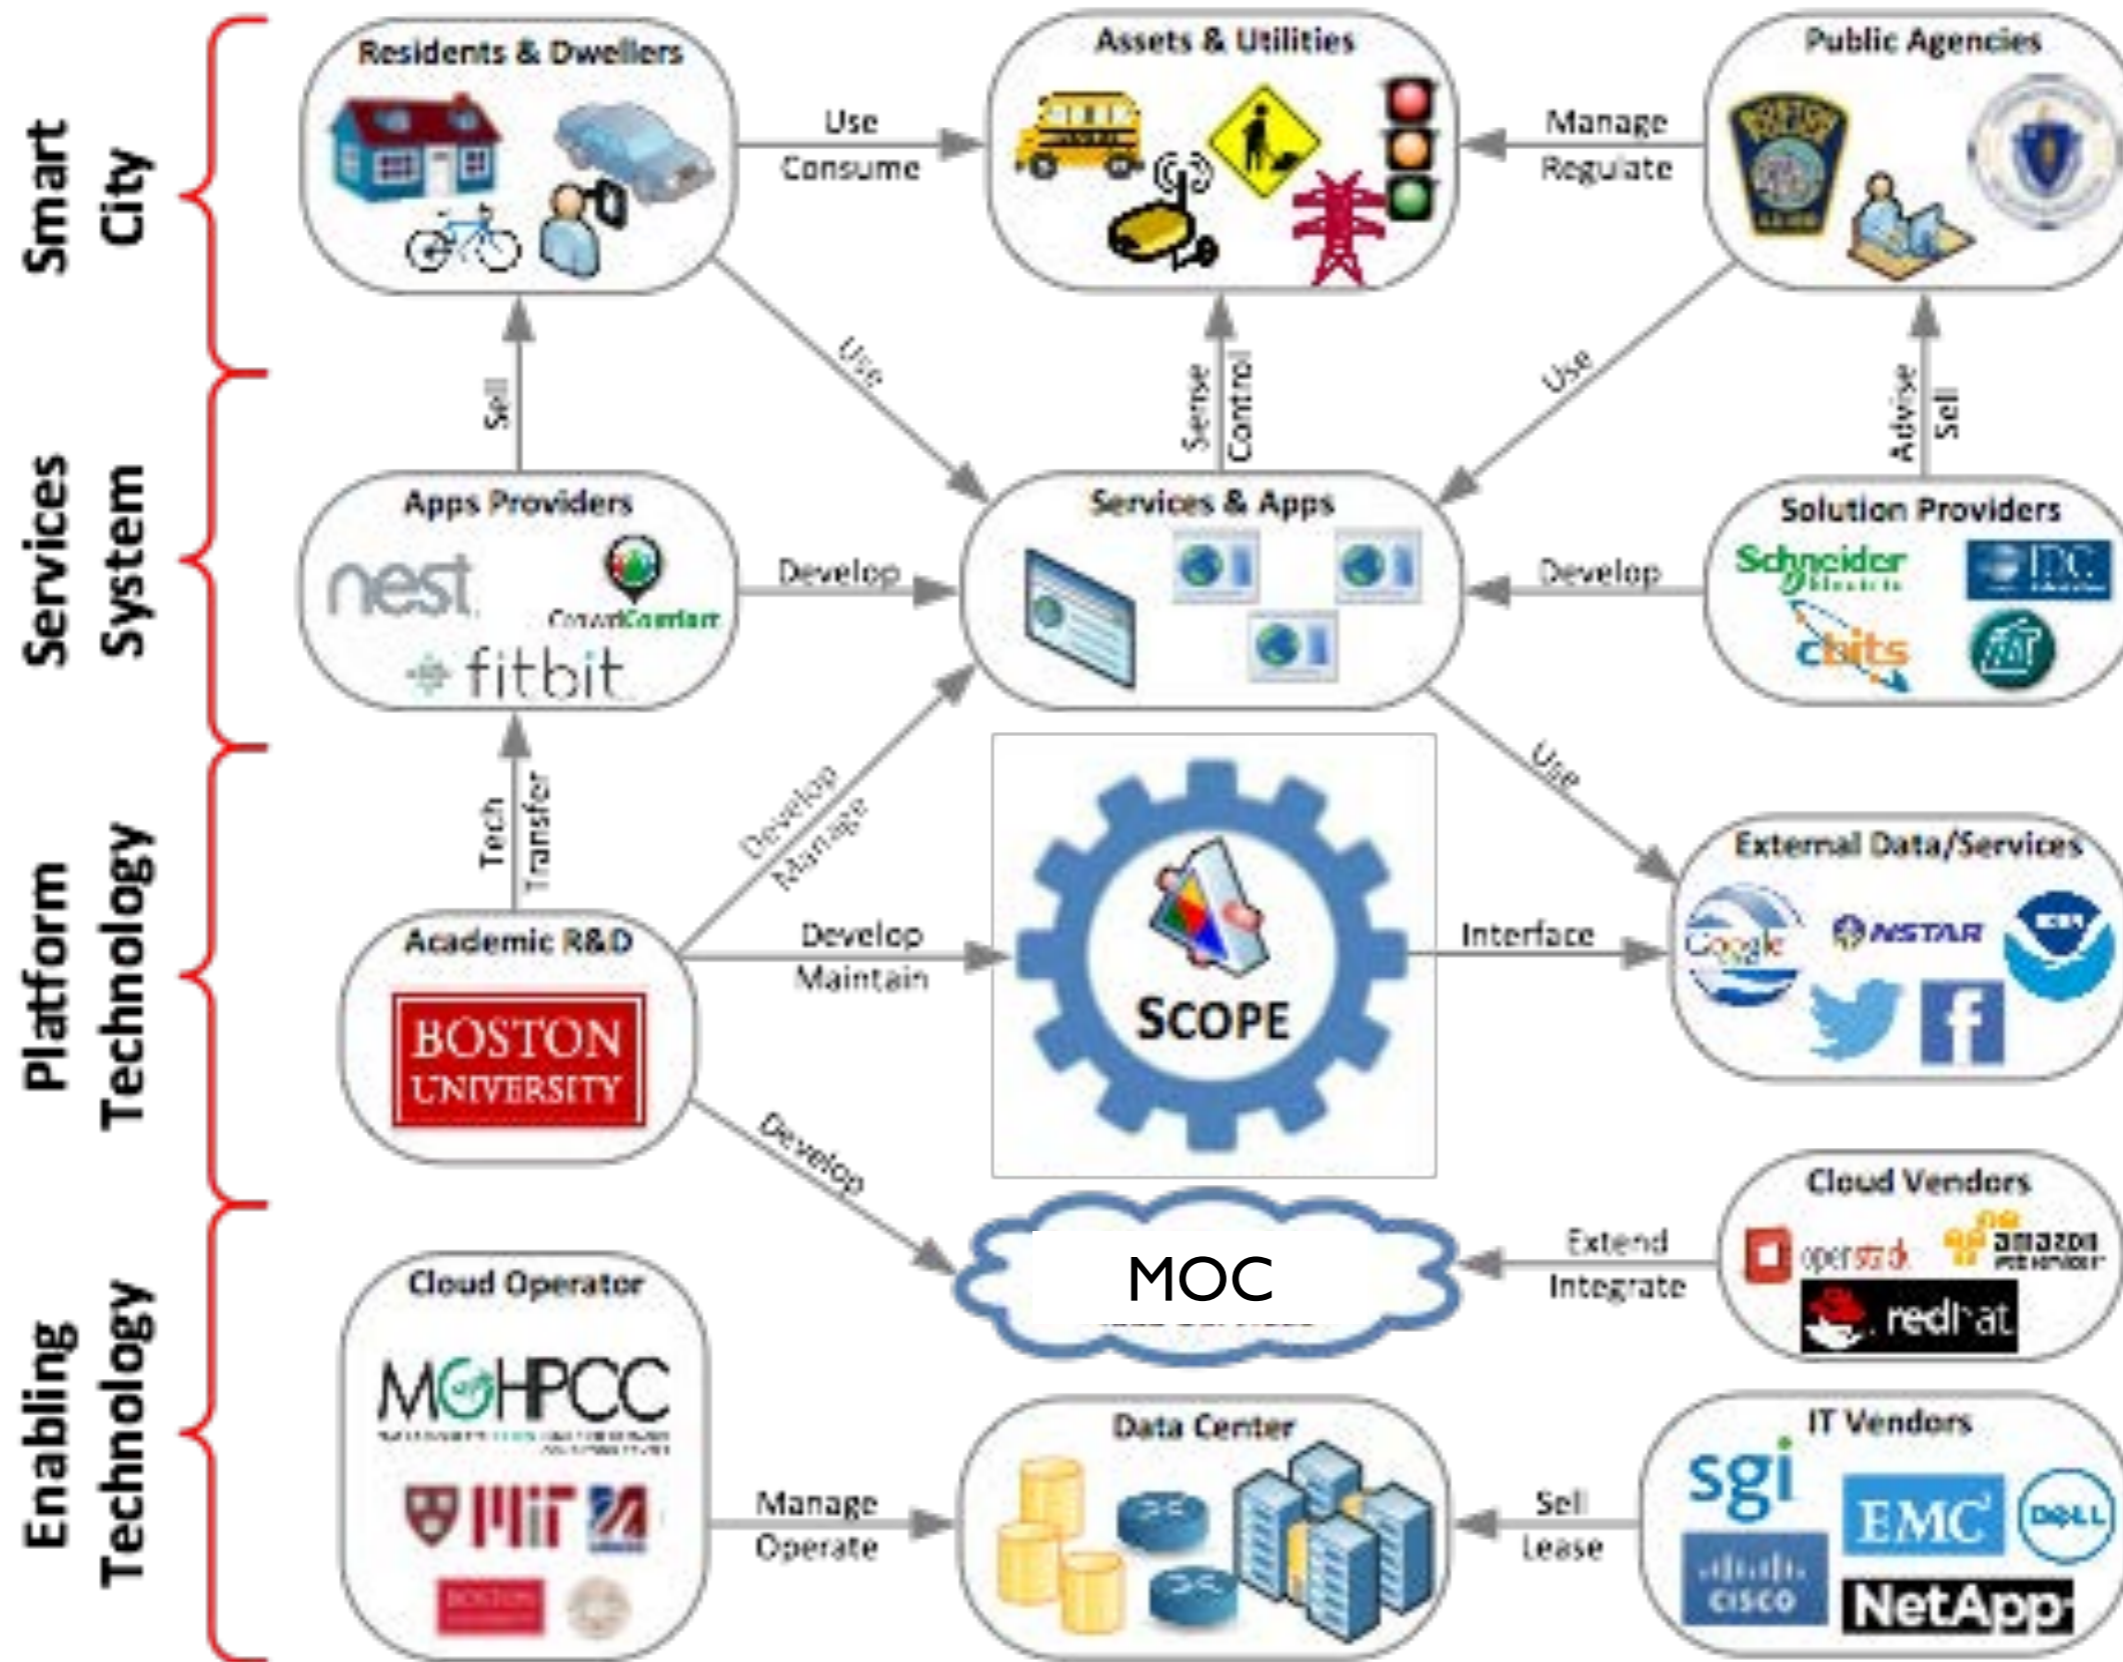 Smart
City
Residents & Dwellers
Use
Consume
Assets & Utilities
Manage
Regulate
Public Agencies
Sell
Use
Sense
Control
Use
Advise
Sell
Services
System
Apps Providers
nest
CrowdComfort
fitbit
Develop
Services & Apps
Develop
Solution Providers
Schneider
Electric
cbits
Tech
Transfer
Develop
Manage
Use
Platform
Technology
Academic R&D
BOSTON
UNIVERSITY
Develop
Maintain
SCOPE
Interface
External Data/Services
Google
NSTAR
f
Develop
Enabling
Technology
Cloud Operator
MGHPCC
MIT
BOSTON
MOC
Extend
Integrate
Cloud Vendors
openstack
amazon
redhat
Manage
Operate
Data Center
Sell
Lease
IT Vendors
sgi
EMC²
DELL
CISCO
NetApp